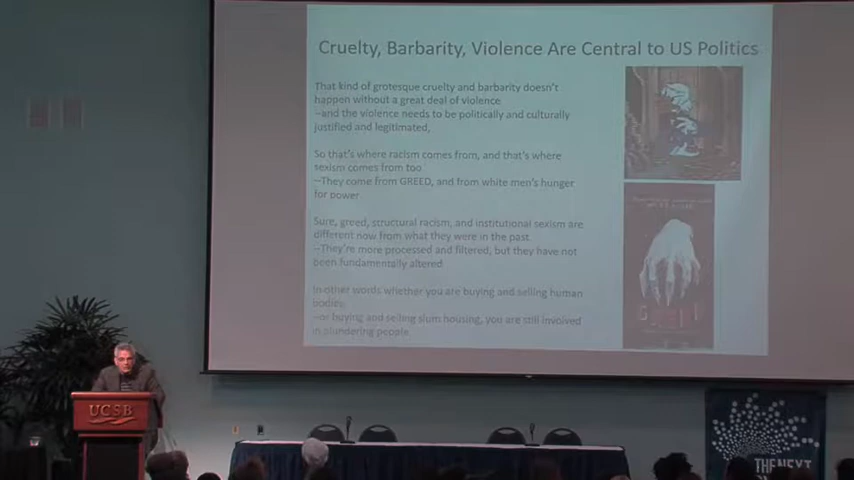 Cruelty, Barbarity, Violence Are Central to US Politics
That kind of grotesque cruelty and barbarity doesn't
happen without a great deal of violence
–and the violence needs to be politically and culturally
justified and legitimated,
So that's where racism comes from, and that's where
sexism comes from too
–They come from GREED, and from white men's hunger
for power
Sure, greed, structural racism, and institutional sexism are
different now from what they were in the past.
–They're more processed and filtered, but they have not
been fundamentally altered
In other words whether you are buying and selling human
bodies,
–or buying and selling slum housing, you are still involved
in plundering people.
UCSB
THE NEXT